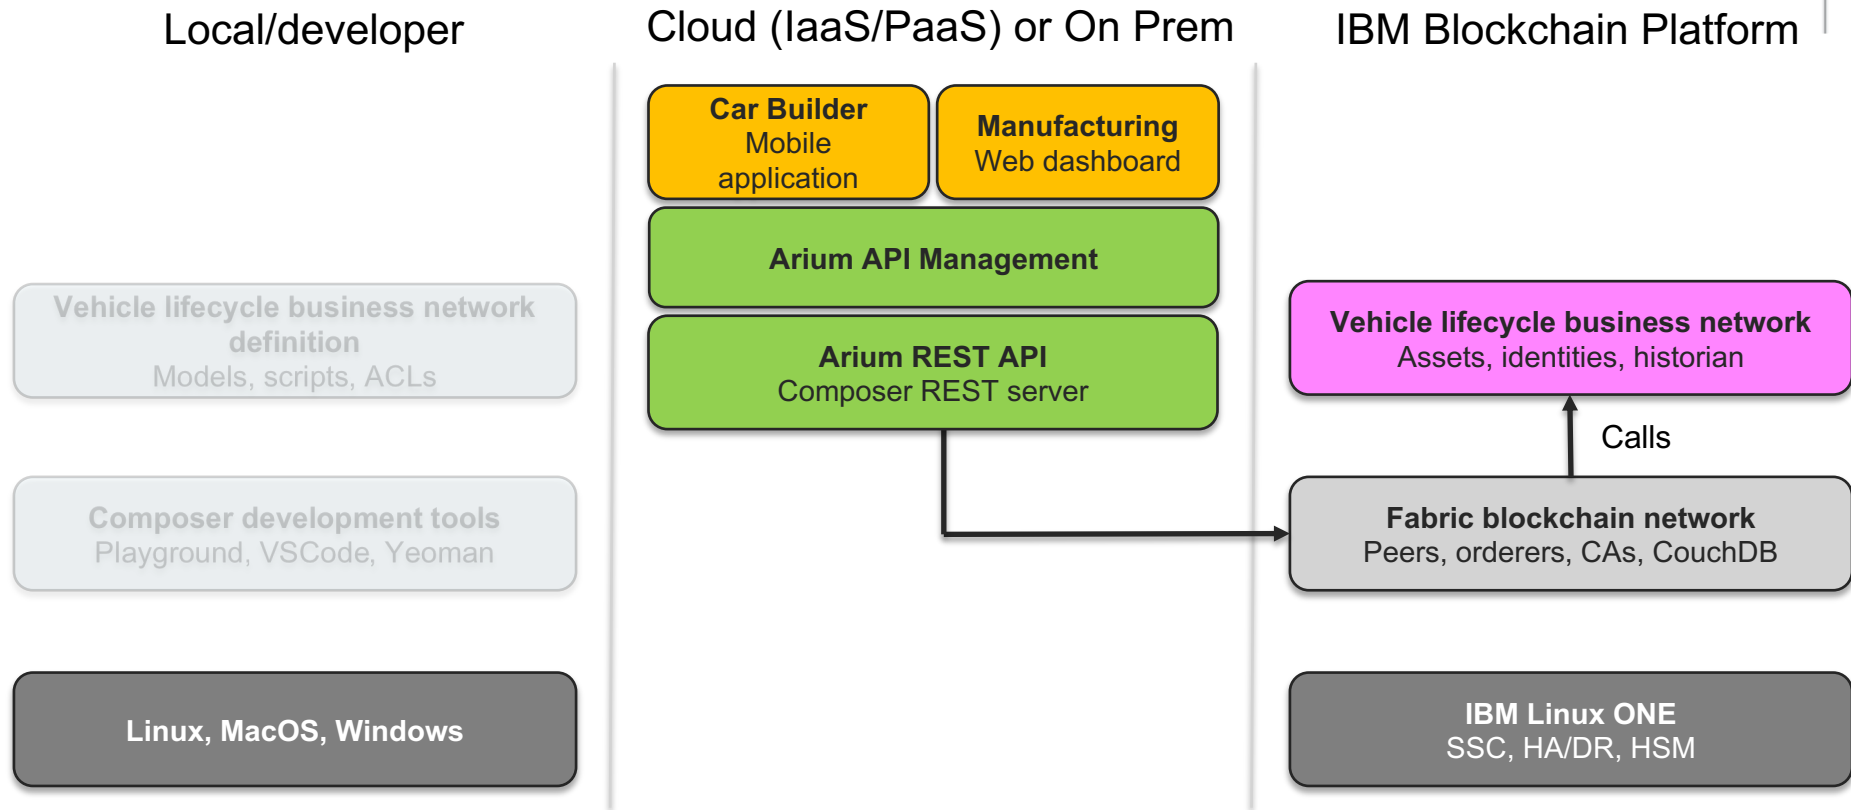 Local/developer
Cloud (IaaS/PaaS) or On Prem
IBM Blockchain Platform
Car Builder
Mobile
application
Manufacturing
Web dashboard
Arium API Management
Vehicle lifecycle business network
definition
Models, scripts, ACLs
Arium REST API
Composer REST server
Vehicle lifecycle business network
Assets, identities, historian
Calls
Composer development tools
Playground, VSCode, Yeoman
Fabric blockchain network
Peers, orderers, CAs, CouchDB
Linux, MacOS, Windows
IBM Linux ONE
SSC, HA/DR, HSM